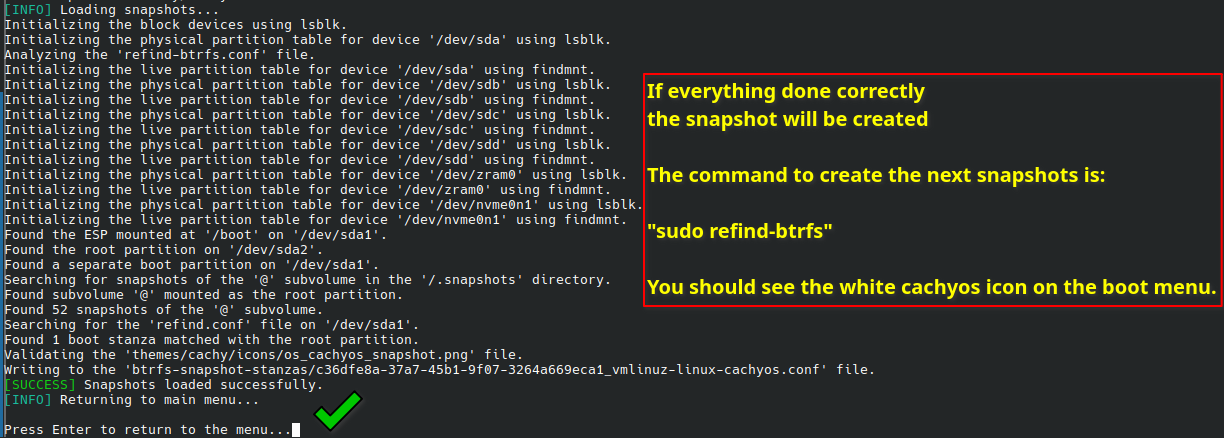 [INFO] Loading snapshots...
Initializing the block devices using lsblk.
Initializing the physical partition table for device '/dev/sda' using lsblk.
Analyzing the 'refind-btrfs.conf' file.
Initializing the live partition table for device '/dev/sda' using findmnt.
Initializing the physical partition table for device '/dev/sdb' using lsblk.
Initializing the live partition table for device '/dev/sdb' using findmnt.
Initializing the physical partition table for device '/dev/sdc' using lsblk.
Initializing the live partition table for device '/dev/sdc' using findmnt.
Initializing the physical partition table for device '/dev/sdd' using lsblk.
Initializing the live partition table for device '/dev/sdd' using findmnt.
Initializing the physical partition table for device '/dev/zram0' using lsblk.
Initializing the live partition table for device '/dev/zram0' using findmnt.
Initializing the physical partition table for device '/dev/nvme0n1' using lsblk.
Initializing the live partition table for device '/dev/nvme0n1' using findmnt.
Found the ESP mounted at '/boot' on '/dev/sda1'.
Found the root partition on '/dev/sda2'.
Found a separate boot partition on '/dev/sda1'.
Searching for snapshots of the '@' subvolume in the '/.snapshots' directory.
Found subvolume '@' mounted as the root partition.
Found 52 snapshots of the '@' subvolume.
Searching for the 'refind.conf' file on '/dev/sda1'.
Found 1 boot stanza matched with the root partition.
Validating the 'themes/cachy/icons/os_cachyos_snapshot.png' file.
Writing to the 'btrfs-snapshot-stanzas/c36dfe8a-37a7-45b1-9f07-3264a669eca1_vmlinuz-linux-cachyos.conf' file.
[SUCCESS] Snapshots loaded successfully.
[INFO] Returning to main menu...
Press Enter to return to the menu...
If everything done correctly
the snapshot will be created
The command to create the next snapshots is:
"sudo refind-btrfs"
You should see the white cachyos icon on the boot menu.